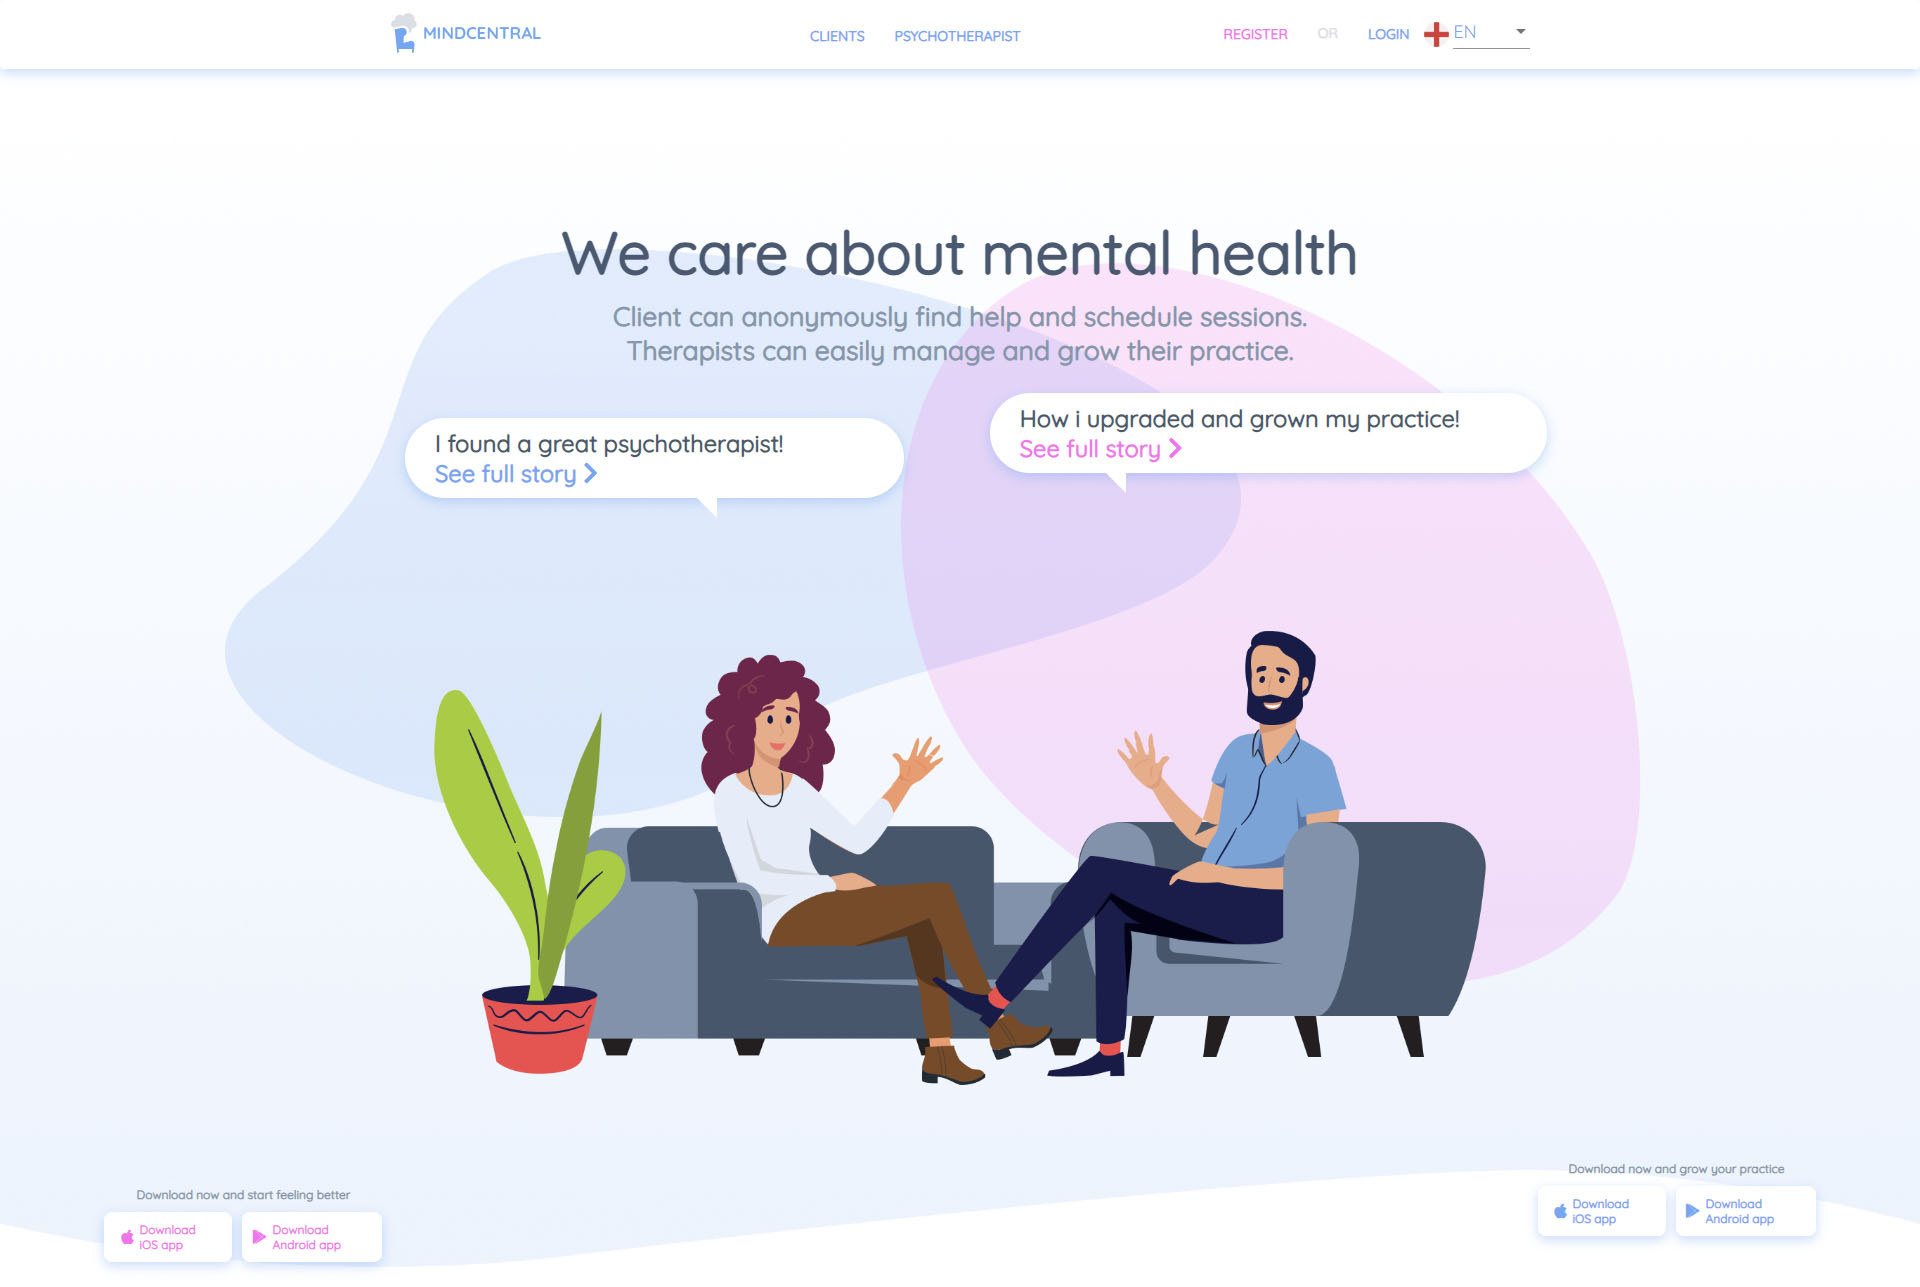 MINDCENTRAL
CLIENTS
PSYCHOTHERAPIST
REGISTER
OR
LOGIN
EN
We care about mental health
Client can anonymously find help and schedule sessions.
Therapists can easily manage and grow their practice.
I found a great psychotherapist!
See full story
How i upgraded and grown my practice!
See full story
Download now and start feeling better
Download
iOS app
Download
Android app
Download now and grow your practice
Download
iOS app
Download
Android app